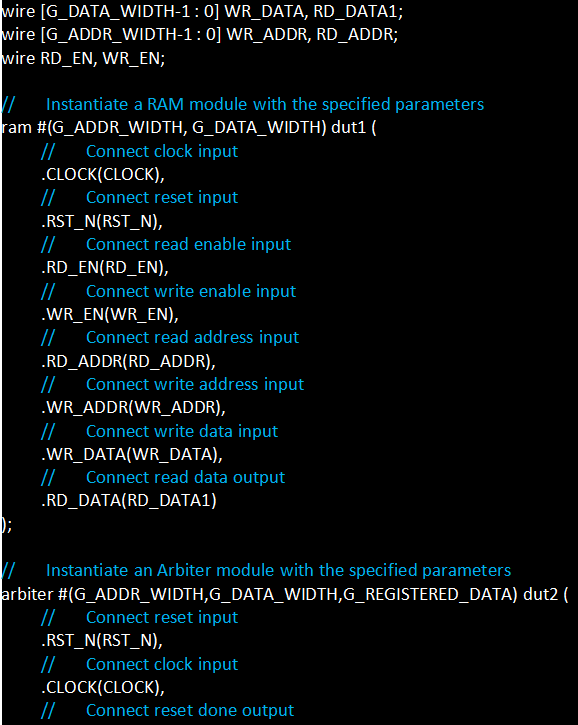 wire [G_DATA_WIDTH-1 : 0] WR_DATA, RD_DATA1;
wire [G_ADDR_WIDTH-1 : 0] WR_ADDR, RD_ADDR;
wire RD_EN, WR_EN;
// Instantiate a RAM module with the specified parameters
ram #(G_ADDR_WIDTH, G_DATA_WIDTH) dut1 (
// Connect clock input
.CLOCK(CLOCK),
// Connect reset input
.RST_N(RST_N),
// Connect read enable input
.RD_EN(RD_EN),
// Connect write enable input
.WR_EN(WR_EN),
// Connect read address input
.RD_ADDR(RD_ADDR),
// Connect write address input
.WR_ADDR(WR_ADDR),
// Connect write data input
.WR_DATA(WR_DATA),
// Connect read data output
.RD_DATA(RD_DATA1)
);
// Instantiate an Arbiter module with the specified parameters
arbiter #(G_ADDR_WIDTH,G_DATA_WIDTH,G_REGISTERED_DATA) dut2 (
// Connect reset input
.RST_N(RST_N),
// Connect clock input
.CLOCK(CLOCK),
// Connect reset done output